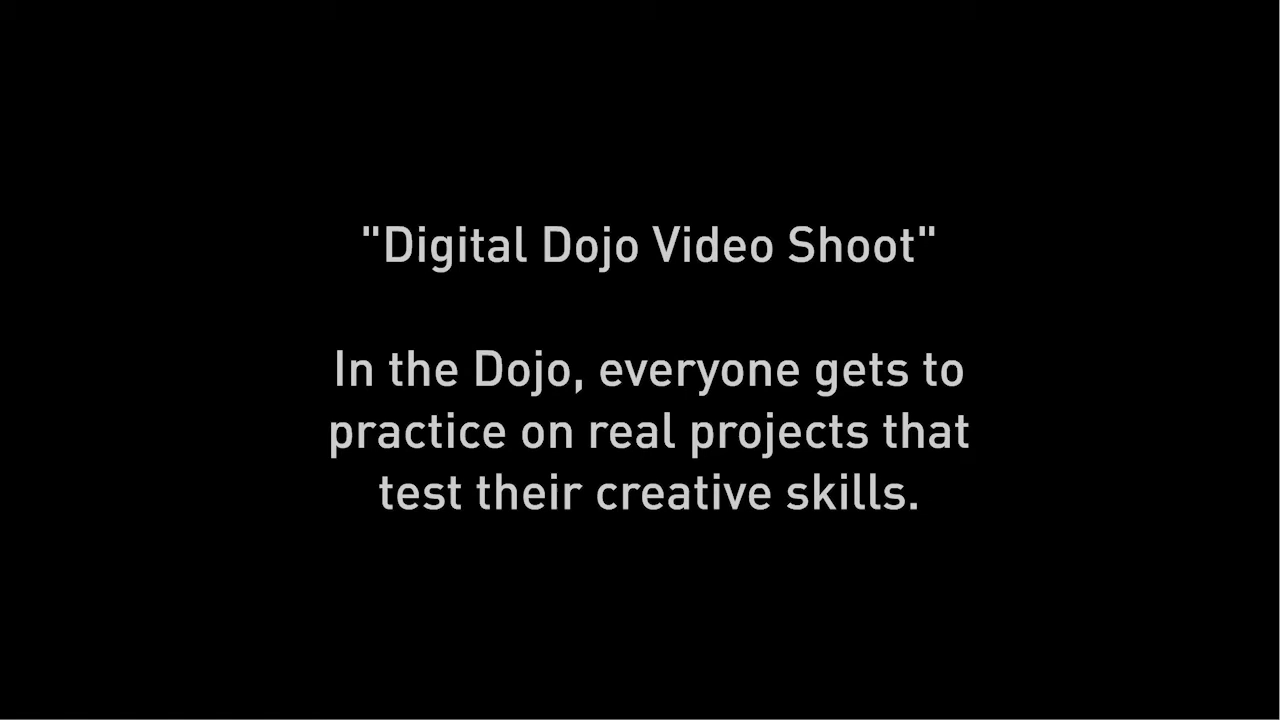 "Digital Dojo Video Shoot"
In the Dojo, everyone gets to
practice on real projects that
test their creative skills.